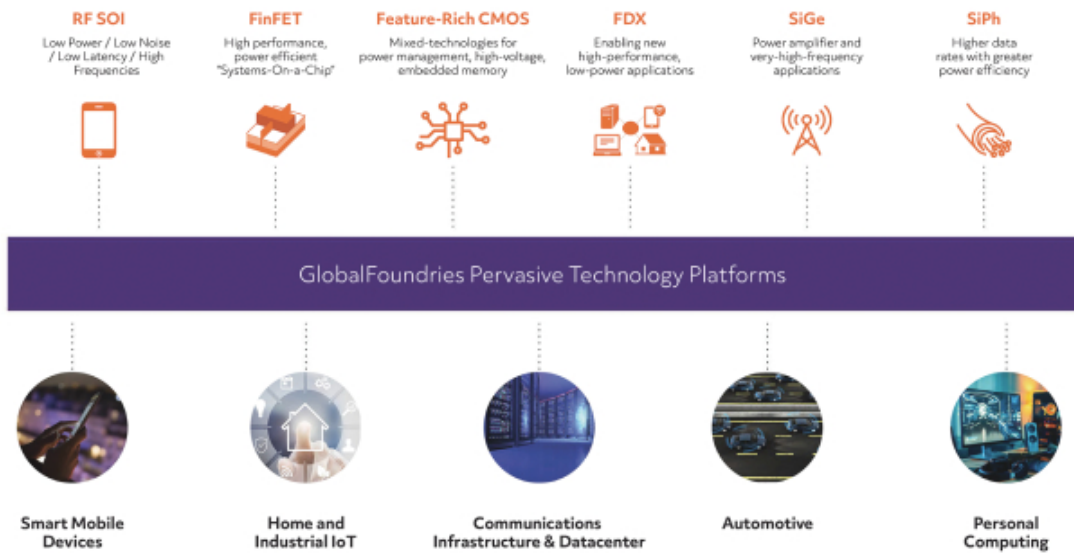 RF SOI
Low Power / Low Noise
/ Low Latency / High
Frequencies
FinFET
High performance,
power efficient
"Systems-On-a-Chip"
Feature-Rich CMOS
Mixed-technologies for
power management, high-voltage,
embedded memory
FDX
Enabling new
high-performance,
low-power applications
SiGe
Power amplifier and
very-high-frequency
applications
SiPh
Higher data
rates with greater
power efficiency
GlobalFoundries Pervasive Technology Platforms
Smart Mobile
Devices
Home and
Industrial IoT
Communications
Infrastructure & Datacenter
Automotive
Personal
Computing